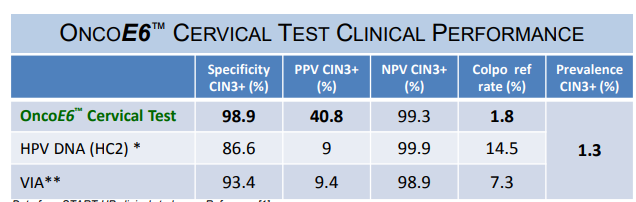 ONCOE6™ CERVICAL TEST CLINICAL PERFORMANCE
Specificity CIN3+ (%) PPV CIN3+ (%) NPV CIN3+ (%) Colpo ref rate (%) Prevalence CIN3+ (%)
OncoE6™ Cervical Test 98.9 40.8 99.3 1.8 1.3
HPV DNA (HC2) * 86.6 9 99.9 14.5
VIA** 93.4 9.4 98.9 7.3